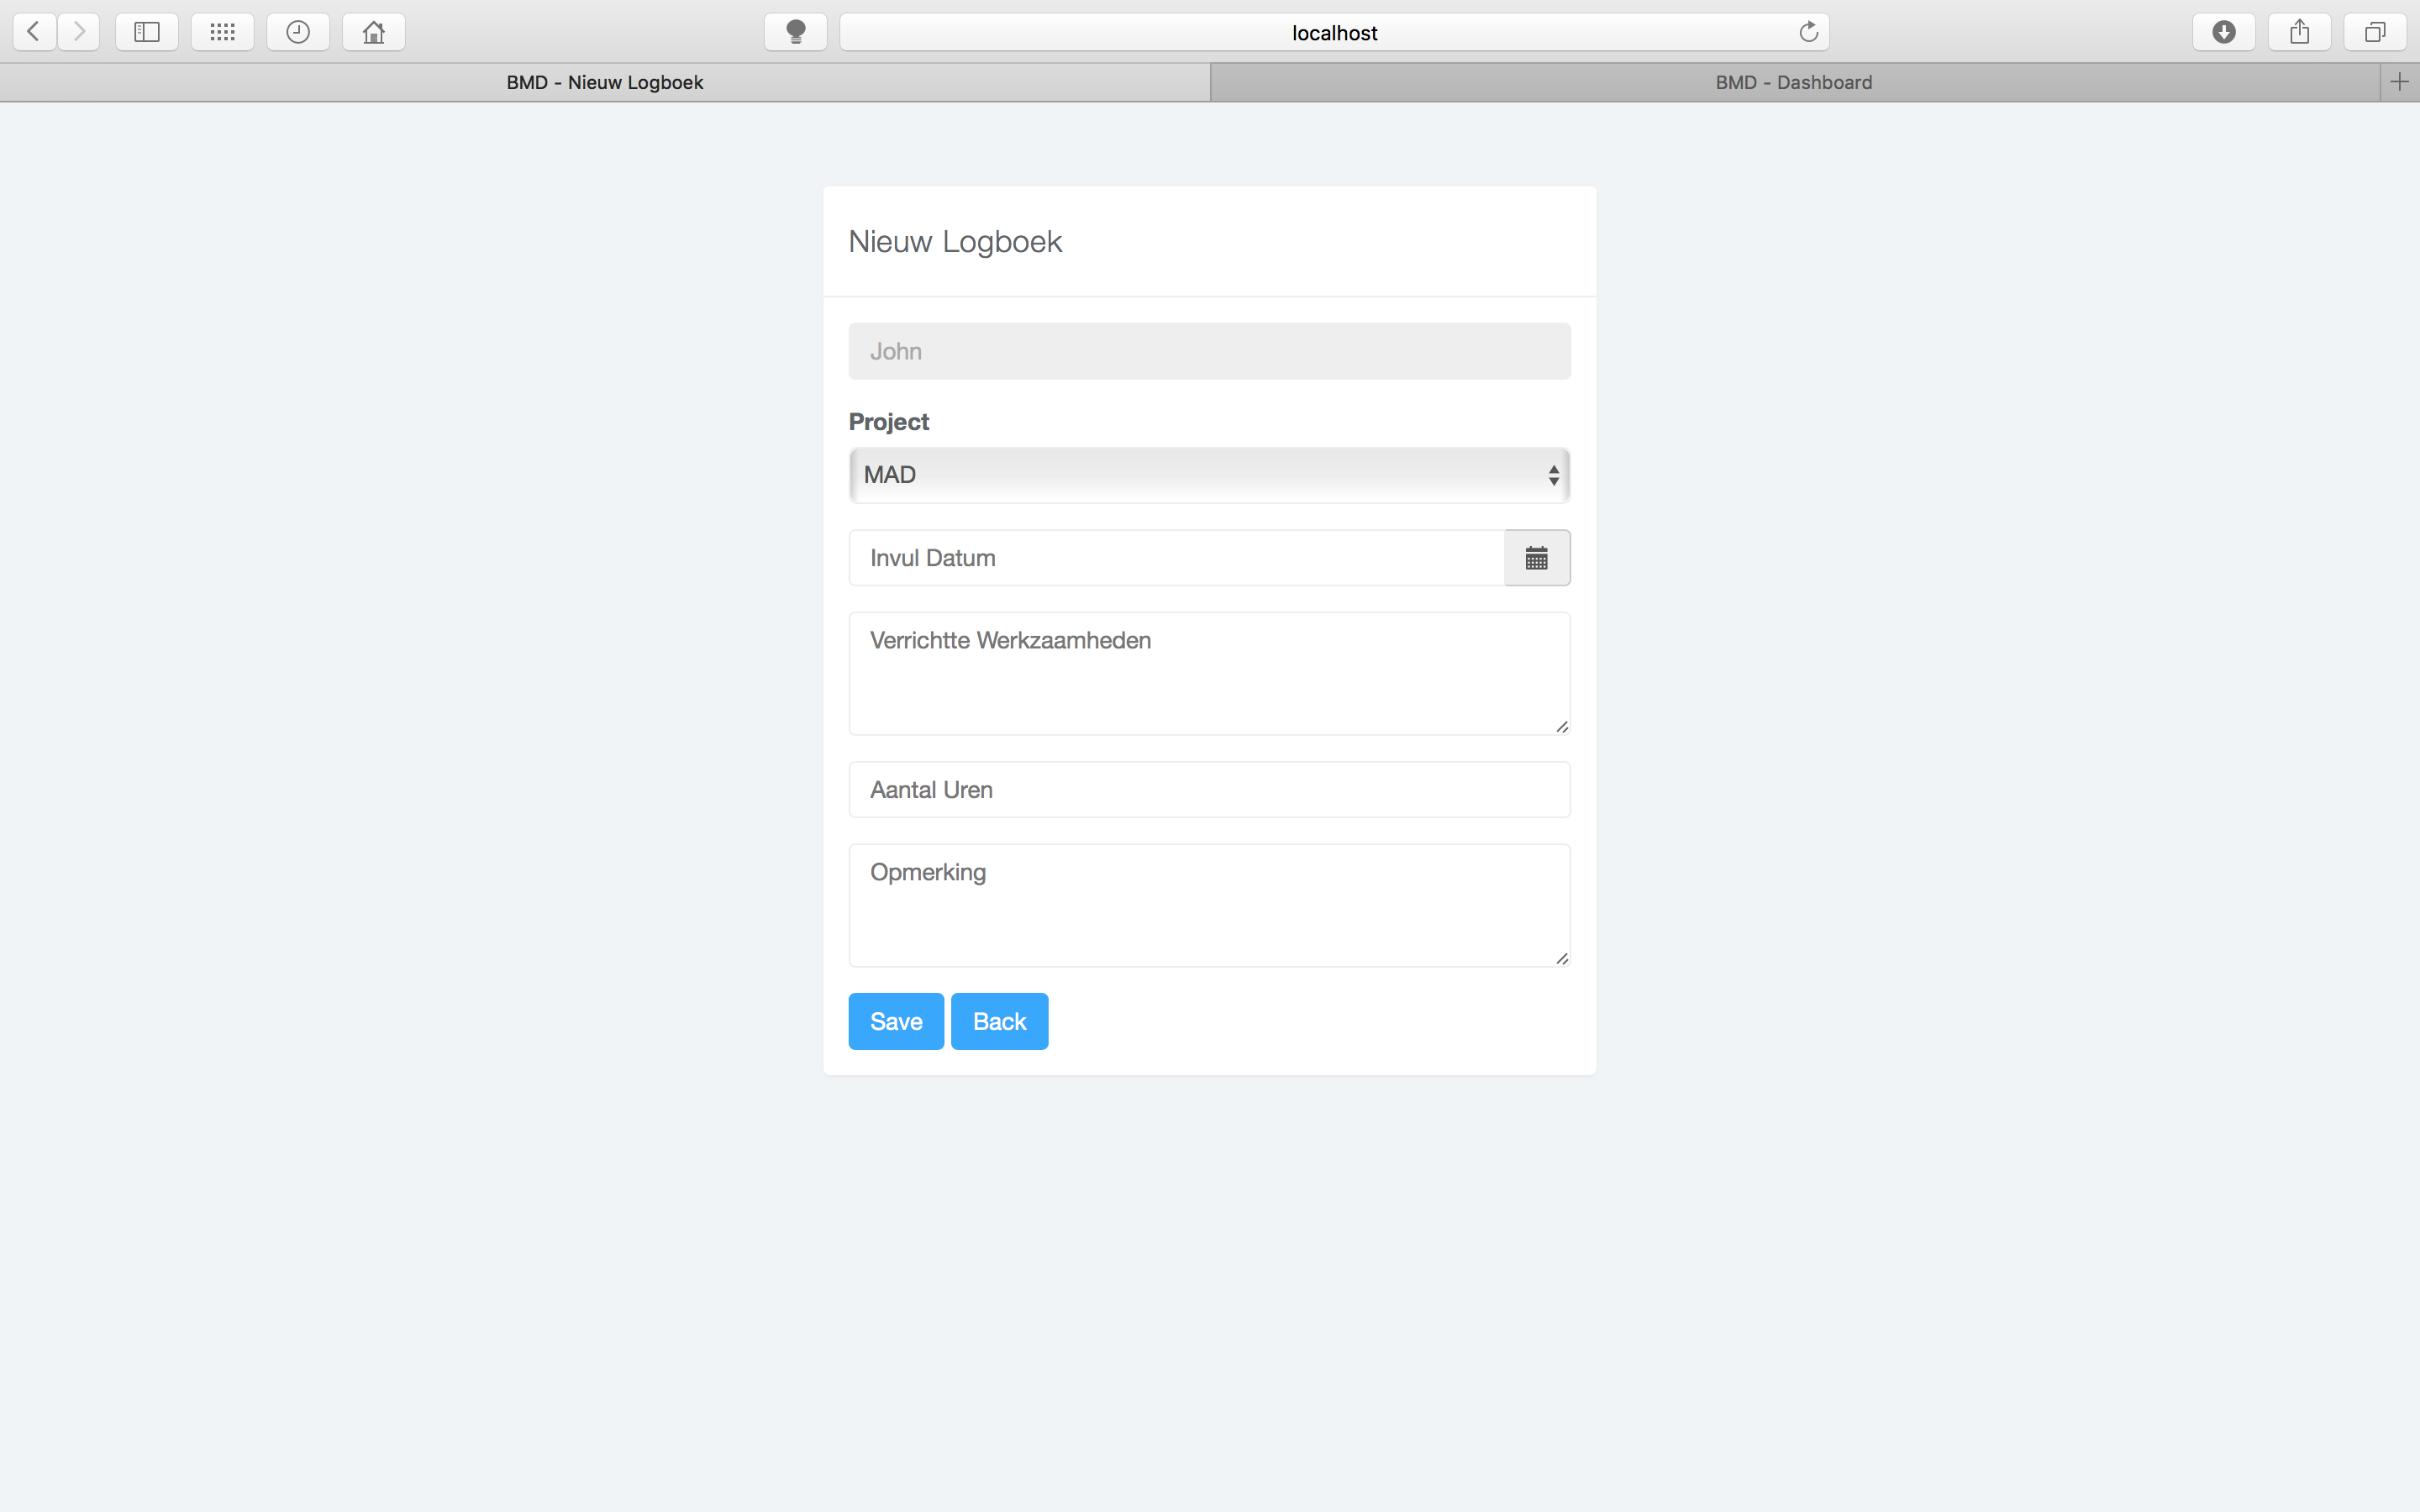 localhost
BMD - Nieuw Logboek
BMD - Dashboard
Nieuw Logboek
John
Project
MAD
Invul Datum
Verrichtte Werkzaamheden
Aantal Uren
Opmerking
Save Back